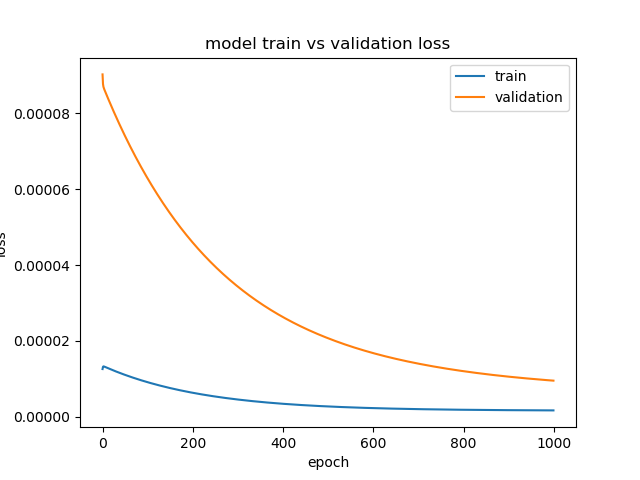 model train vs validation loss
train
validation
0.00008
0.00006
0.00004
0.00002
0.00000
loss
0
200
400
600
800
1000
epoch